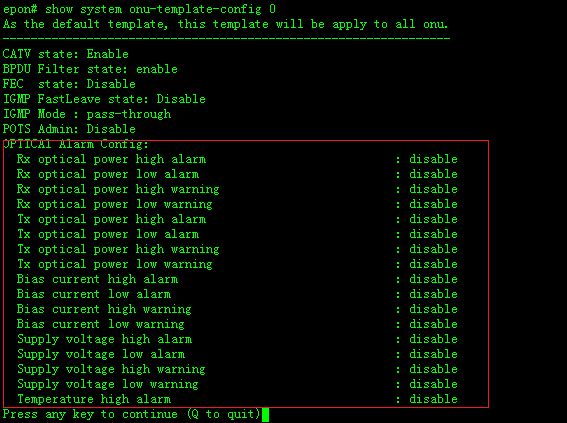 epon# show system onu-template-config 0
As the default template, this template will be apply to all onu.
----------------------------------------------------------------
CATV state: Enable
BPDU Filter state: enable
FEC  state: Disable
IGMP FastLeave state: Disable
IGMP Mode : pass-through
POTS Admin: Disable
OPTICAl Alarm Config:
  Rx optical power high alarm : disable
  Rx optical power low alarm : disable
  Rx optical power high warning : disable
  Rx optical power low warning : disable
  Tx optical power high alarm : disable
  Tx optical power low alarm : disable
  Tx optical power high warning : disable
  Tx optical power low warning : disable
  Bias current high alarm : disable
  Bias current low alarm : disable
  Bias current high warning : disable
  Bias current low warning : disable
  Supply voltage high alarm : disable
  Supply voltage low alarm : disable
  Supply voltage high warning : disable
  Supply voltage low warning : disable
  Temperature high alarm : disable
Press any key to continue (Q to quit)